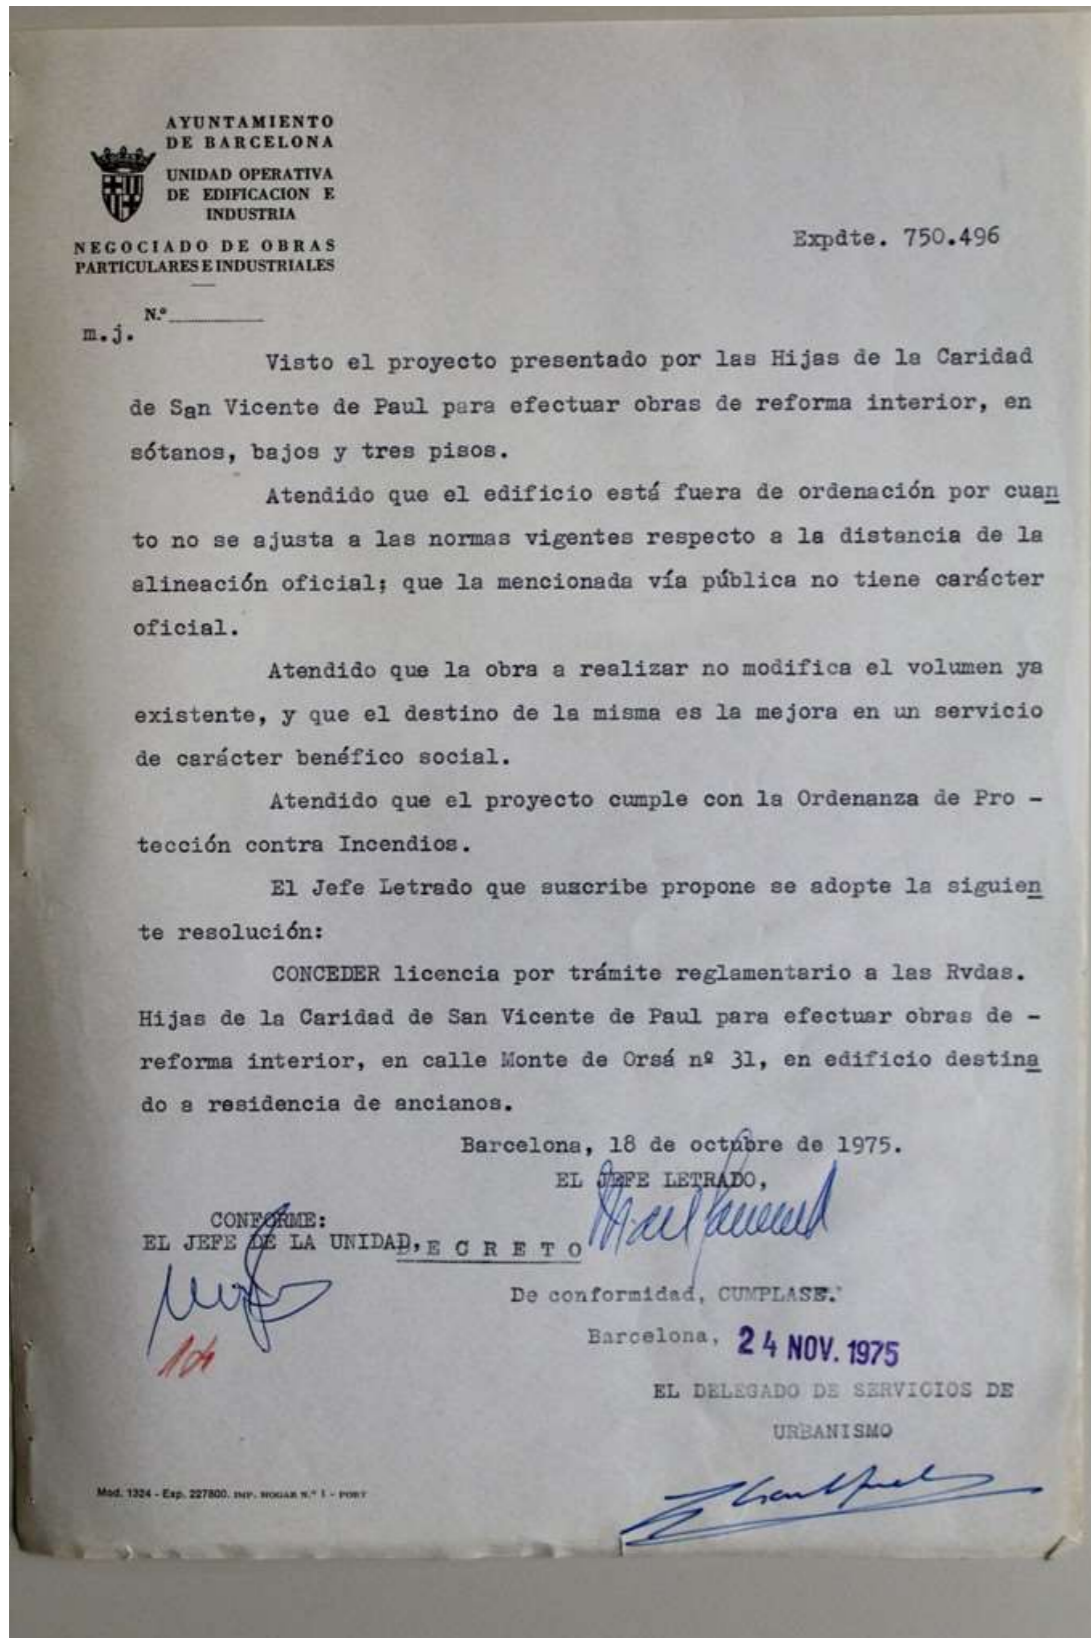 AYUNTAMIENTO
DE BARCELONA
UNIDAD OPERATIVA
DE EDIFICACION E
INDUSTRIA
NEGOCIADO DE OBRAS
PARTICULARES E INDUSTRIALES
Expdte. 750.496
N.º
m.j.
Visto el proyecto presentado por las Hijas de la Caridad
de San Vicente de Paul para efectuar obras de reforma interior, en
sótanos, bajos y tres pisos.
Atendido que el edificio está fuera de ordenación por cuan
to no se ajusta a las normas vigentes respecto a la distancia de la
alineación oficial; que la mencionada vía pública no tiene carácter
oficial.
Atendido que la obra a realizar no modifica el volumen ya
existente, y que el destino de la misma es la mejora en un servicio
de carácter benéfico social.
Atendido que el proyecto cumple con la Ordenanza de Pro -
tección contra Incendios.
El Jefe Letrado que suscribe propone se adopte la siguien
te resolución:
CONCEDER licencia por trámite reglamentario a las Rvdas.
Hijas de la Caridad de San Vicente de Paul para efectuar obras de -
reforma interior, en calle Monte de Orsá nº 31, en edificio destina
do a residencia de ancianos.
Barcelona, 18 de octubre de 1975.
EL JEFE LETRADO,
CONFORME:
EL JEFE DE LA UNIDAD,
D E C R E T O
De conformidad, CUMPLASE.
Barcelona, 24 NOV. 1975
EL DELEGADO DE SERVICIOS DE
URBANISMO
Mod. 1324 - Exp. 227800. IMP. HOGAR N.º 1 - PORT